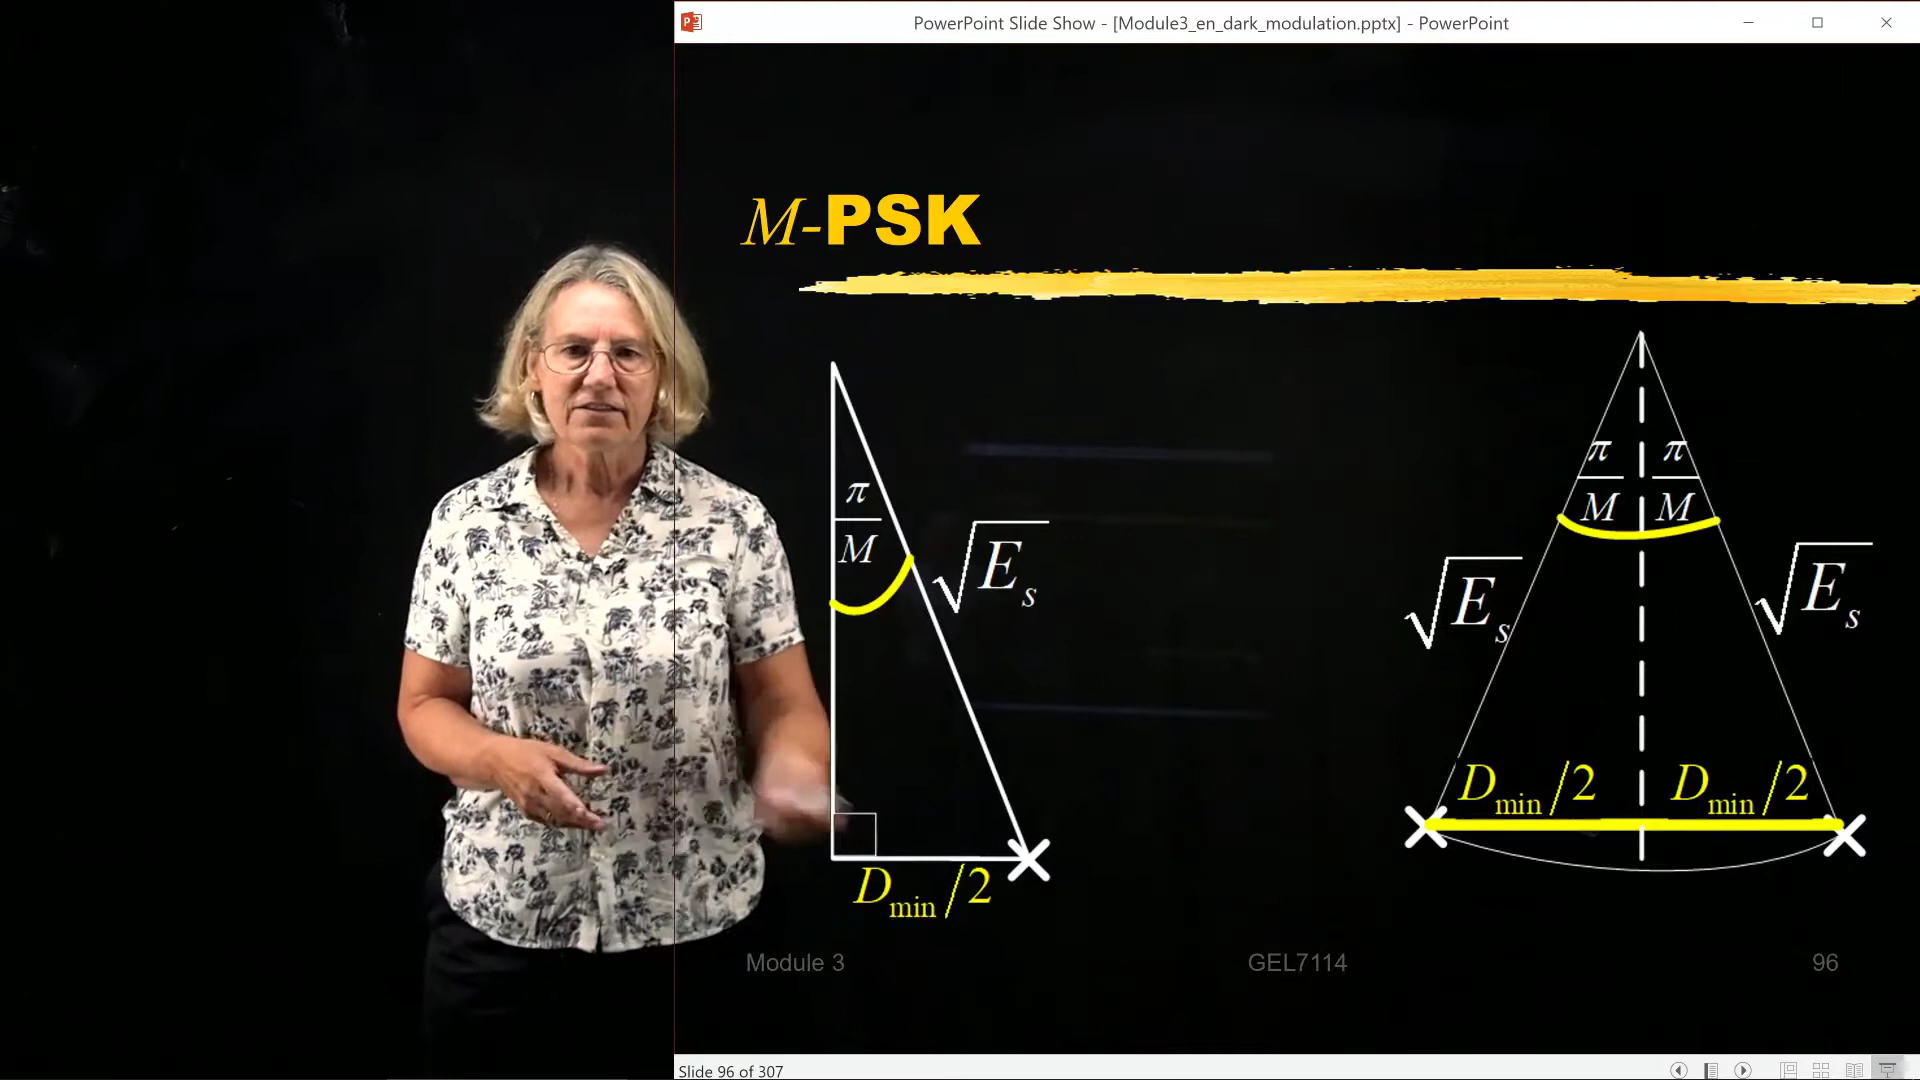 PowerPoint Slide Show - [Module3_en_dark_modulation.pptx] - PowerPoint
M-PSK
π/M
√E_s
D_min/2
π/M π/M
√E_s √E_s
D_min/2 D_min/2
Module 3 GEL7114 96
Slide 96 of 307